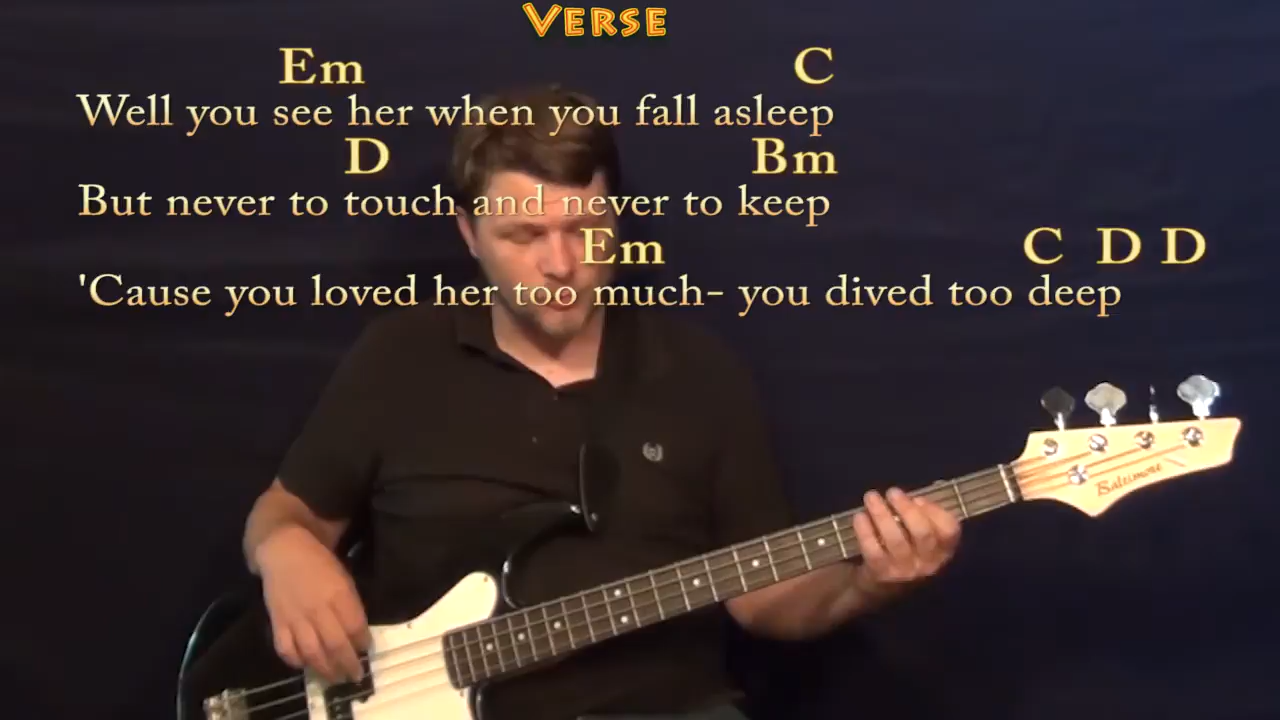 VERSE
Em C
Well you see her when you fall asleep
D Bm
But never to touch and never to keep
Em C D D
'Cause you loved her too much- you dived too deep
Baltimore